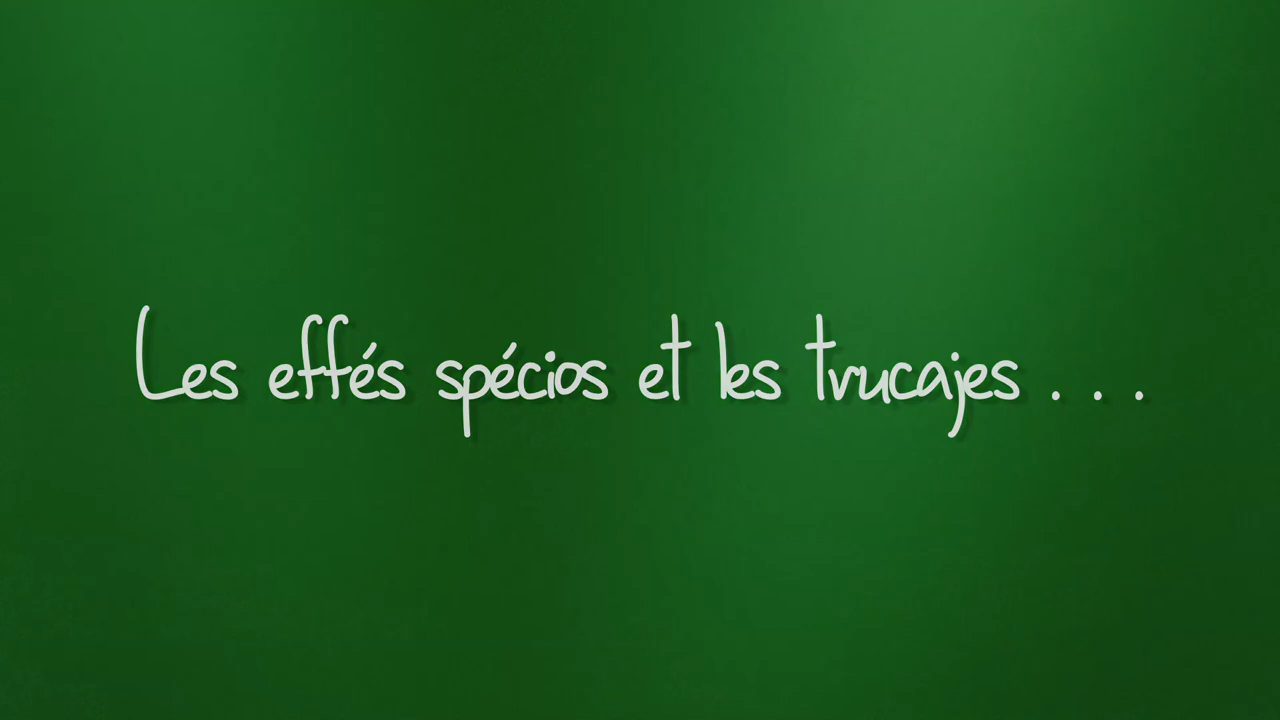 Les effés spécios et les trucajes . . .